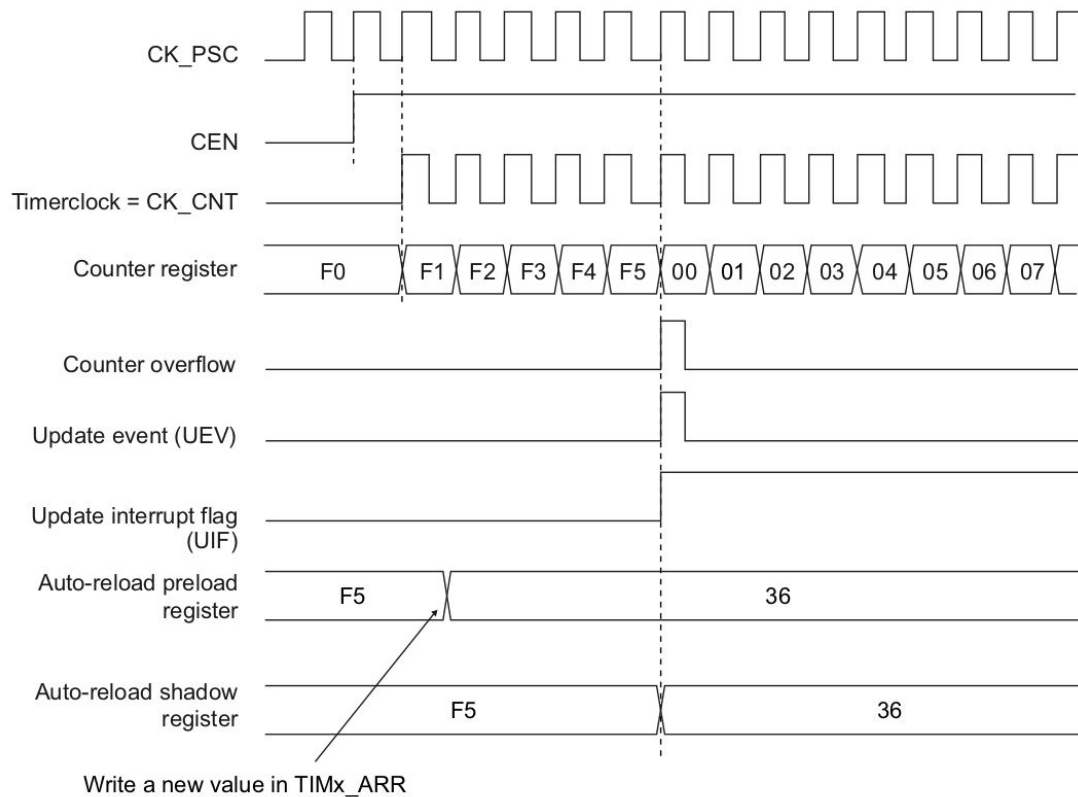 CK_PSC
CEN
Timerclock = CK_CNT
Counter register F0 F1 F2 F3 F4 F5 00 01 02 03 04 05 06 07
Counter overflow
Update event (UEV)
Update interrupt flag
(UIF)
Auto-reload preload
register
F5 36
Auto-reload shadow
register
F5 36
Write a new value in TIMx_ARR